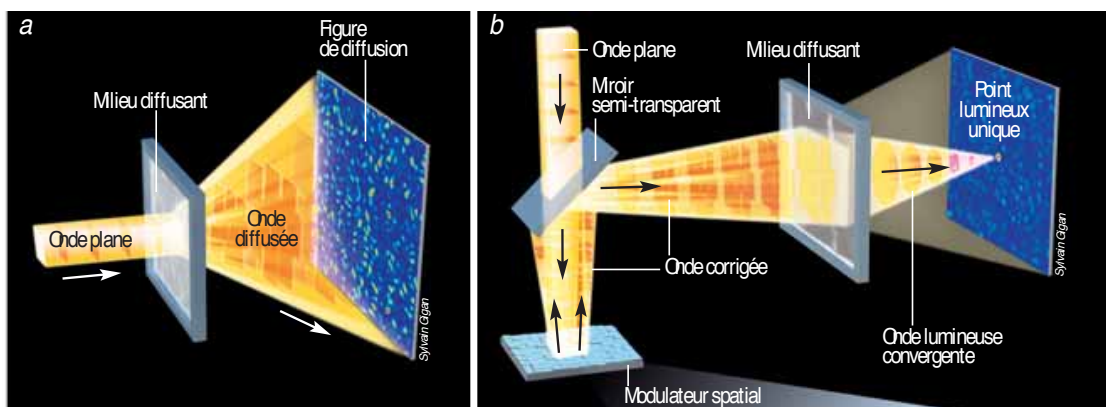 a
Figure
de diffusion
Milieu diffusant
Onde plane
Onde
diffusée
Sylvain Gigan
b
Onde plane
Milieu diffusant
Miroir
semi-transparent
Point
lumineux
unique
Onde corrigée
Onde lumineuse
convergente
Modulateur spatial
Sylvain Gigan